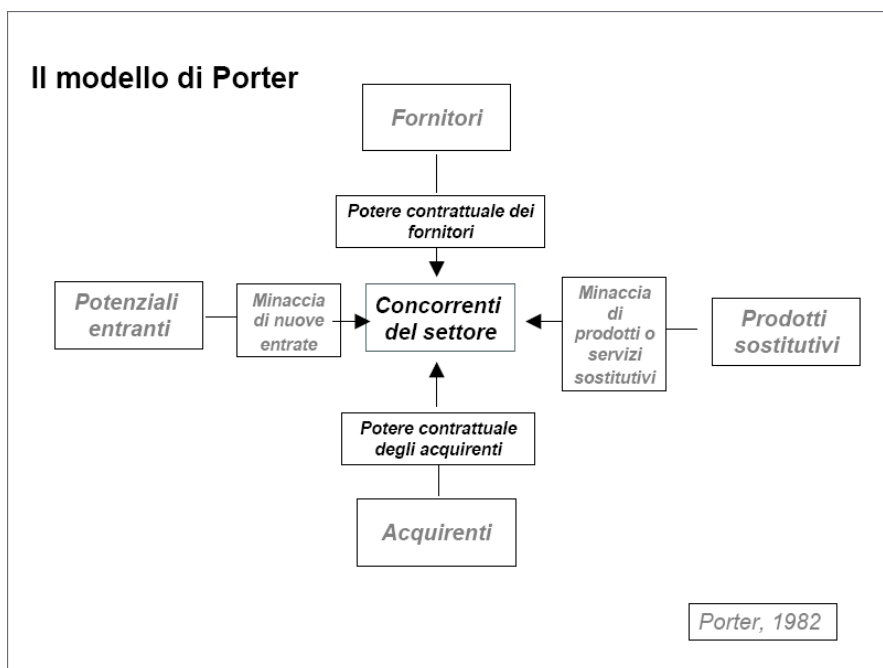 Il modello di Porter
Fornitori
Potere contrattuale dei
fornitori
Potenziali
entranti
Minaccia
di nuove
entrate
Concorrenti
del settore
Minaccia
di
prodotti o
servizi
sostitutivi
Prodotti
sostitutivi
Potere contrattuale
degli acquirenti
Acquirenti
Porter, 1982